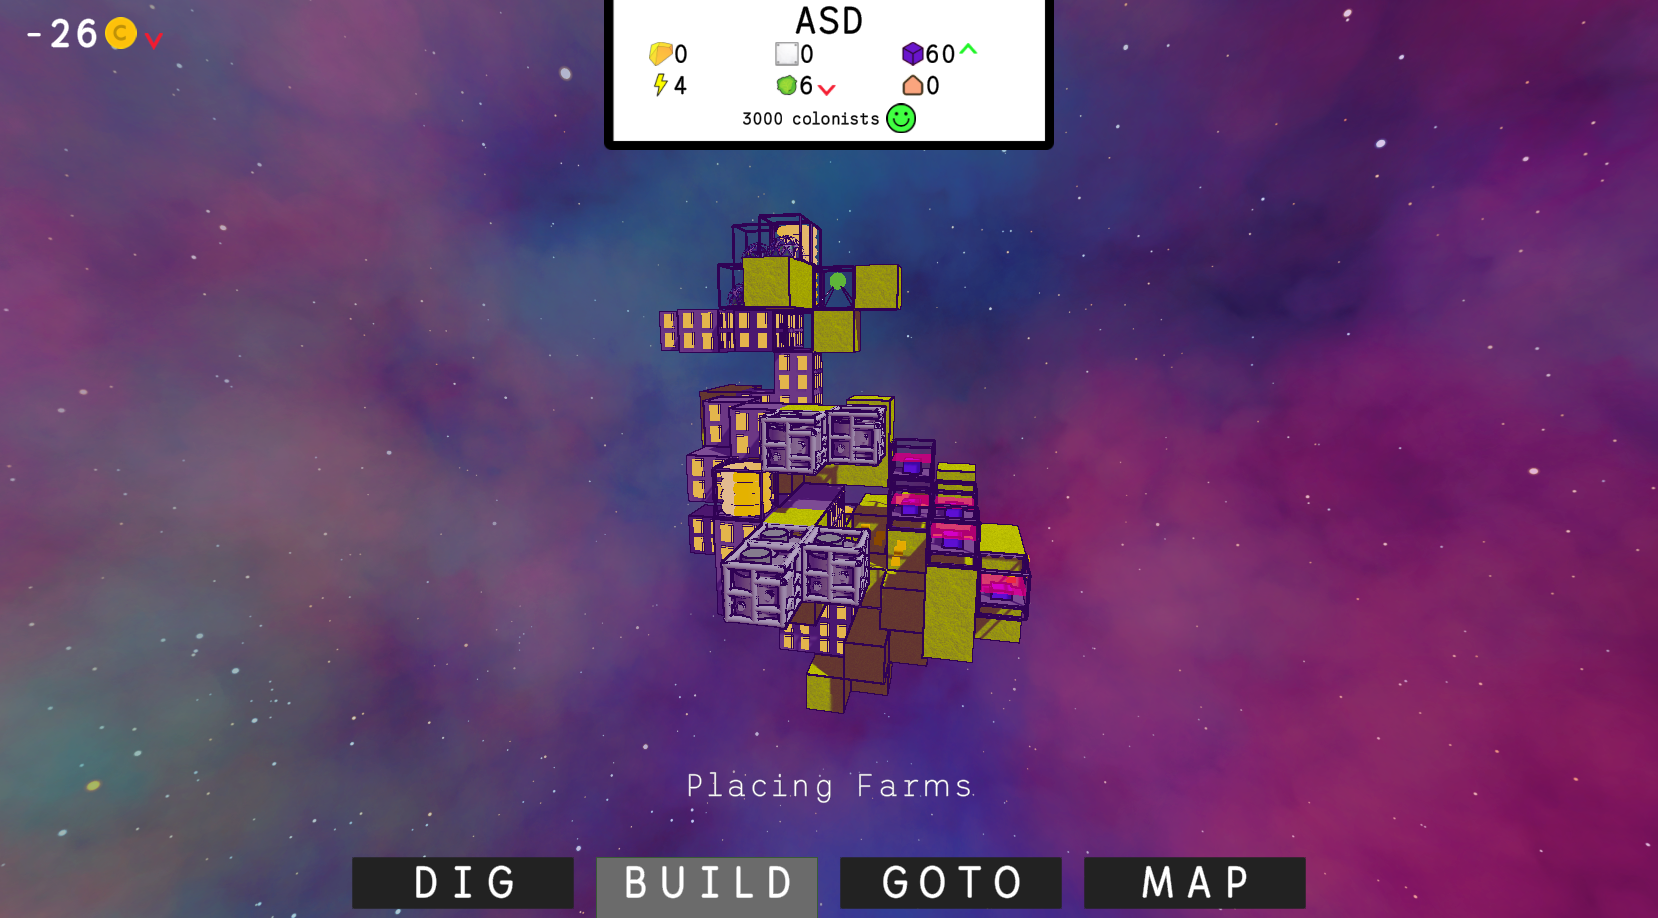 -26
ASD
0 0 60
4 6 0
3000 colonists
Placing Farms
DIG BUILD GOTO MAP